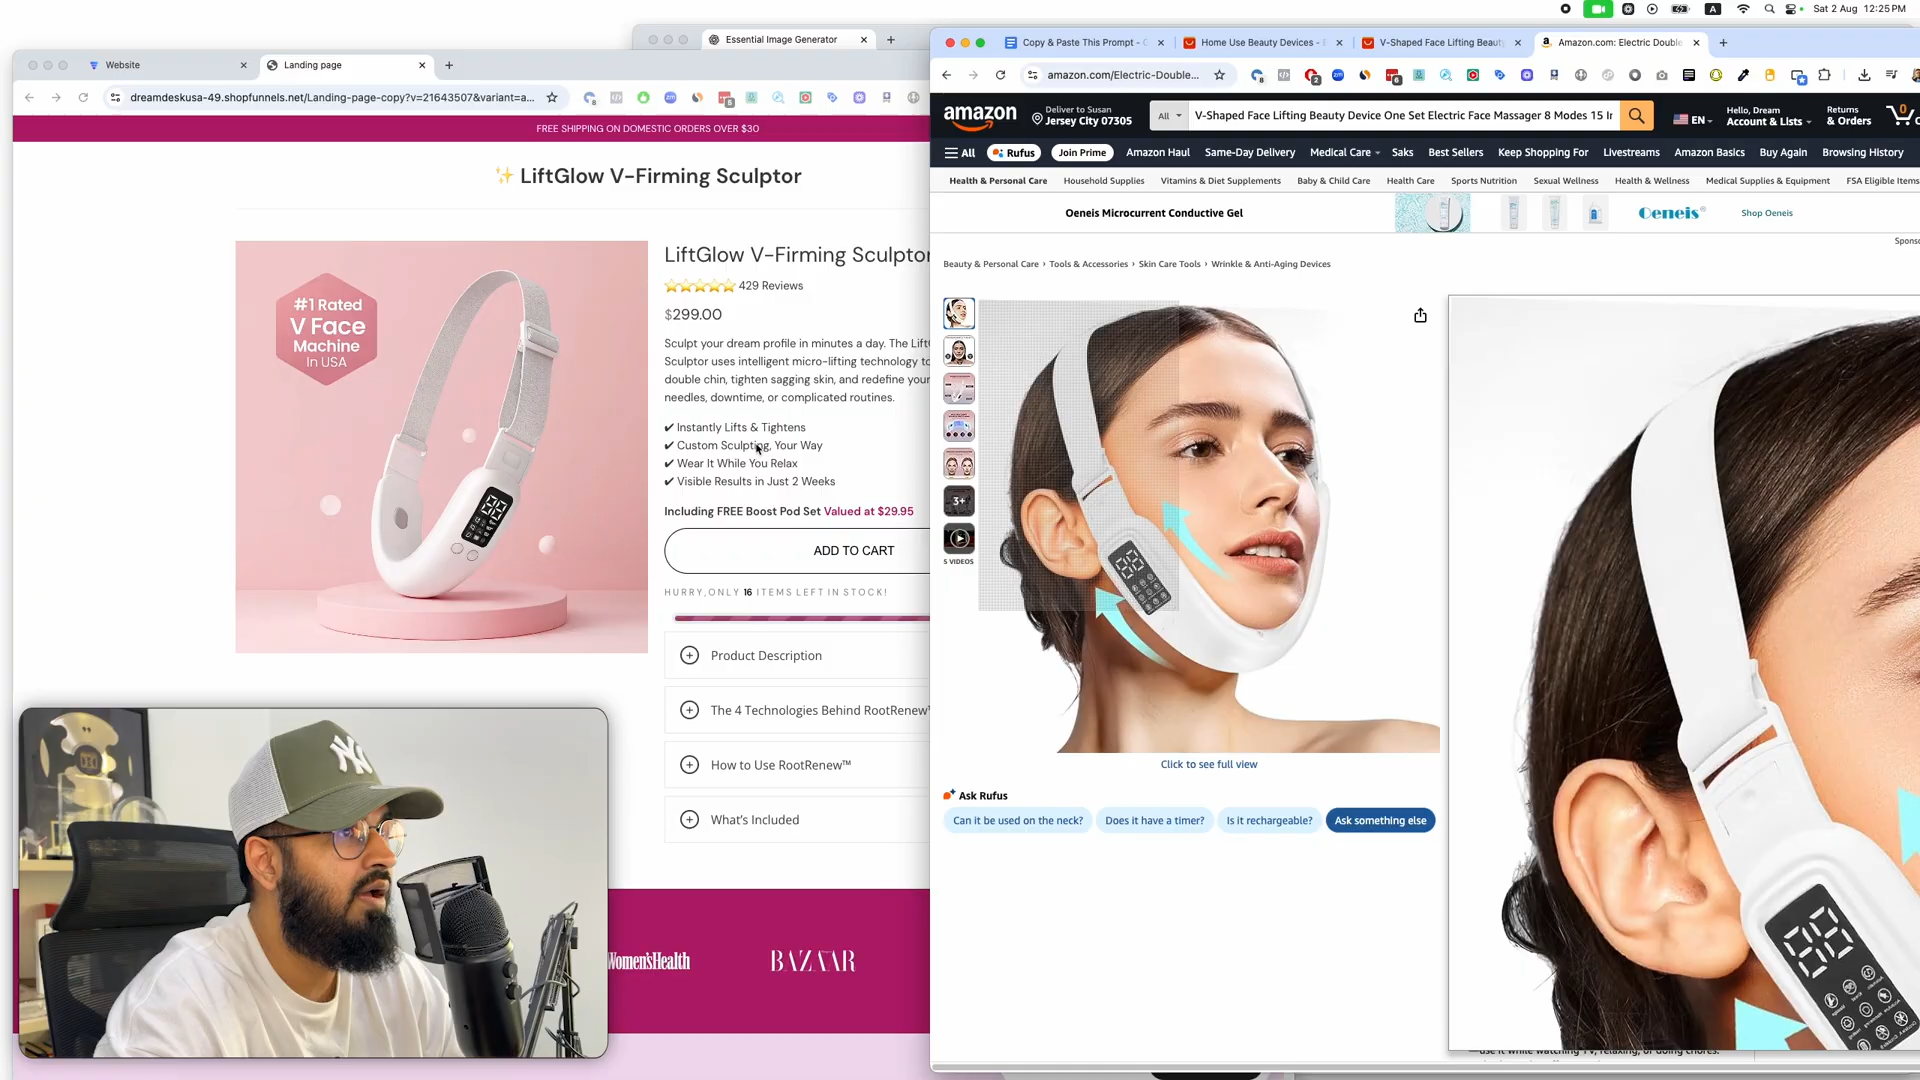 Sat 2 Aug 12:25 PM
Essential Image Generator
Website
Landing page
dreamdeskusa-49.shopfunnels.net/Landing-page-copy?v=21643507&variant=a...
FREE SHIPPING ON DOMESTIC ORDERS OVER $30
✨ LiftGlow V-Firming Sculptor
#1 Rated
V Face
Machine
In USA
LiftGlow V-Firming Sculptor
429 Reviews
$299.00
Sculpt your dream profile in minutes a day. The Lift
Sculptor uses intelligent micro-lifting technology to
double chin, tighten sagging skin, and redefine your
needles, downtime, or complicated routines.
✔ Instantly Lifts & Tightens
✔ Custom Sculpting, Your Way
✔ Wear It While You Relax
✔ Visible Results in Just 2 Weeks
Including FREE Boost Pod Set Valued at $29.95
ADD TO CART
HURRY, ONLY 16 ITEMS LEFT IN STOCK!
Product Description
The 4 Technologies Behind RootRenew™
How to Use RootRenew™
What's Included
Women'sHealth
BAZAAR
Copy & Paste This Prompt -
Home Use Beauty Devices -
V-Shaped Face Lifting Beauty
Amazon.com: Electric Double
amazon.com/Electric-Double...
amazon
Deliver to Susan
Jersey City 07305
All
V-Shaped Face Lifting Beauty Device One Set Electric Face Massager 8 Modes 15 In
EN
Hello, Dream
Account & Lists
Returns
& Orders
0
All
Rufus
Join Prime
Amazon Haul
Same-Day Delivery
Medical Care
Saks
Best Sellers
Keep Shopping For
Livestreams
Amazon Basics
Buy Again
Browsing History
Health & Personal Care
Household Supplies
Vitamins & Diet Supplements
Baby & Child Care
Health Care
Sports Nutrition
Sexual Wellness
Health & Wellness
Medical Supplies & Equipment
FSA Eligible Items
Oeneis Microcurrent Conductive Gel
Oeneis
Shop Oeneis
Beauty & Personal Care › Tools & Accessories › Skin Care Tools › Wrinkle & Anti-Aging Devices
3+
5 VIDEOS
88
88
Click to see full view
Ask Rufus
Can it be used on the neck?
Does it have a timer?
Is it rechargeable?
Ask something else
NY